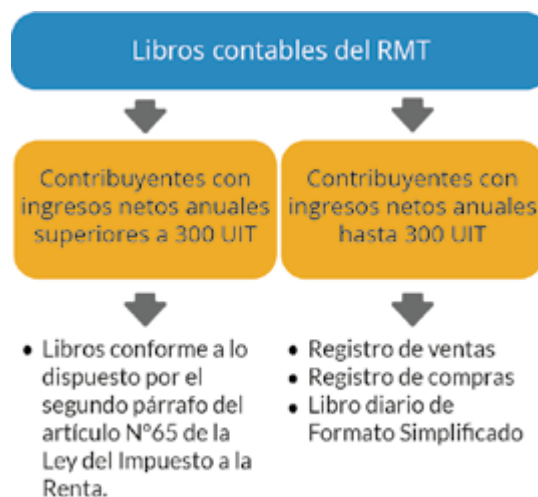 Libros contables del RMT
Contribuyentes con
ingresos netos anuales
superiores a 300 UIT
Contribuyentes con
ingresos netos anuales
hasta 300 UIT
• Libros conforme a lo
dispuesto por el
segundo párrafo del
artículo N°65 de la
Ley del Impuesto a la
Renta.
• Registro de ventas
• Registro de compras
• Libro diario de
Formato Simplificado